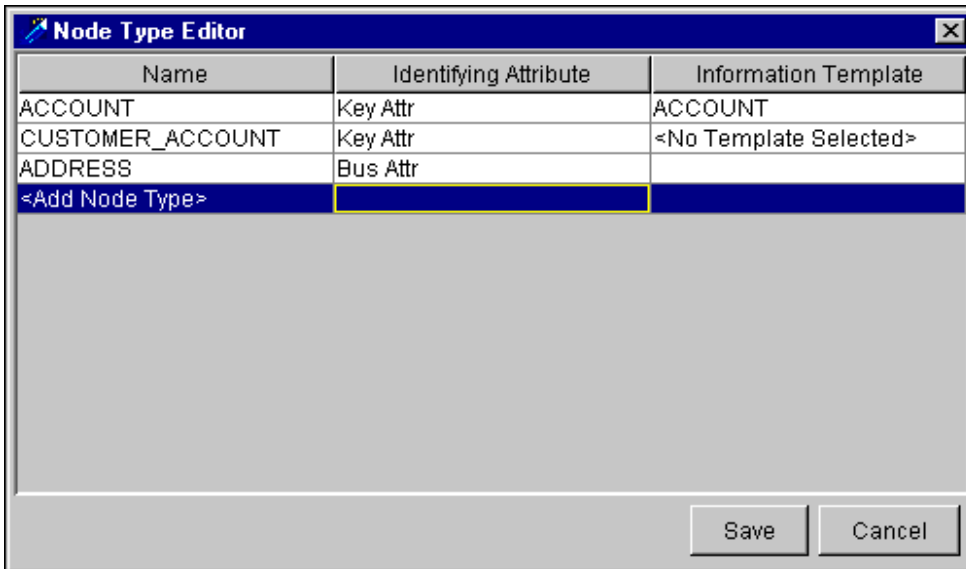 Node Type Editor
Name Identifying Attribute Information Template
ACCOUNT Key Attr ACCOUNT
CUSTOMER_ACCOUNT Key Attr <No Template Selected>
ADDRESS Bus Attr
<Add Node Type>
Save Cancel